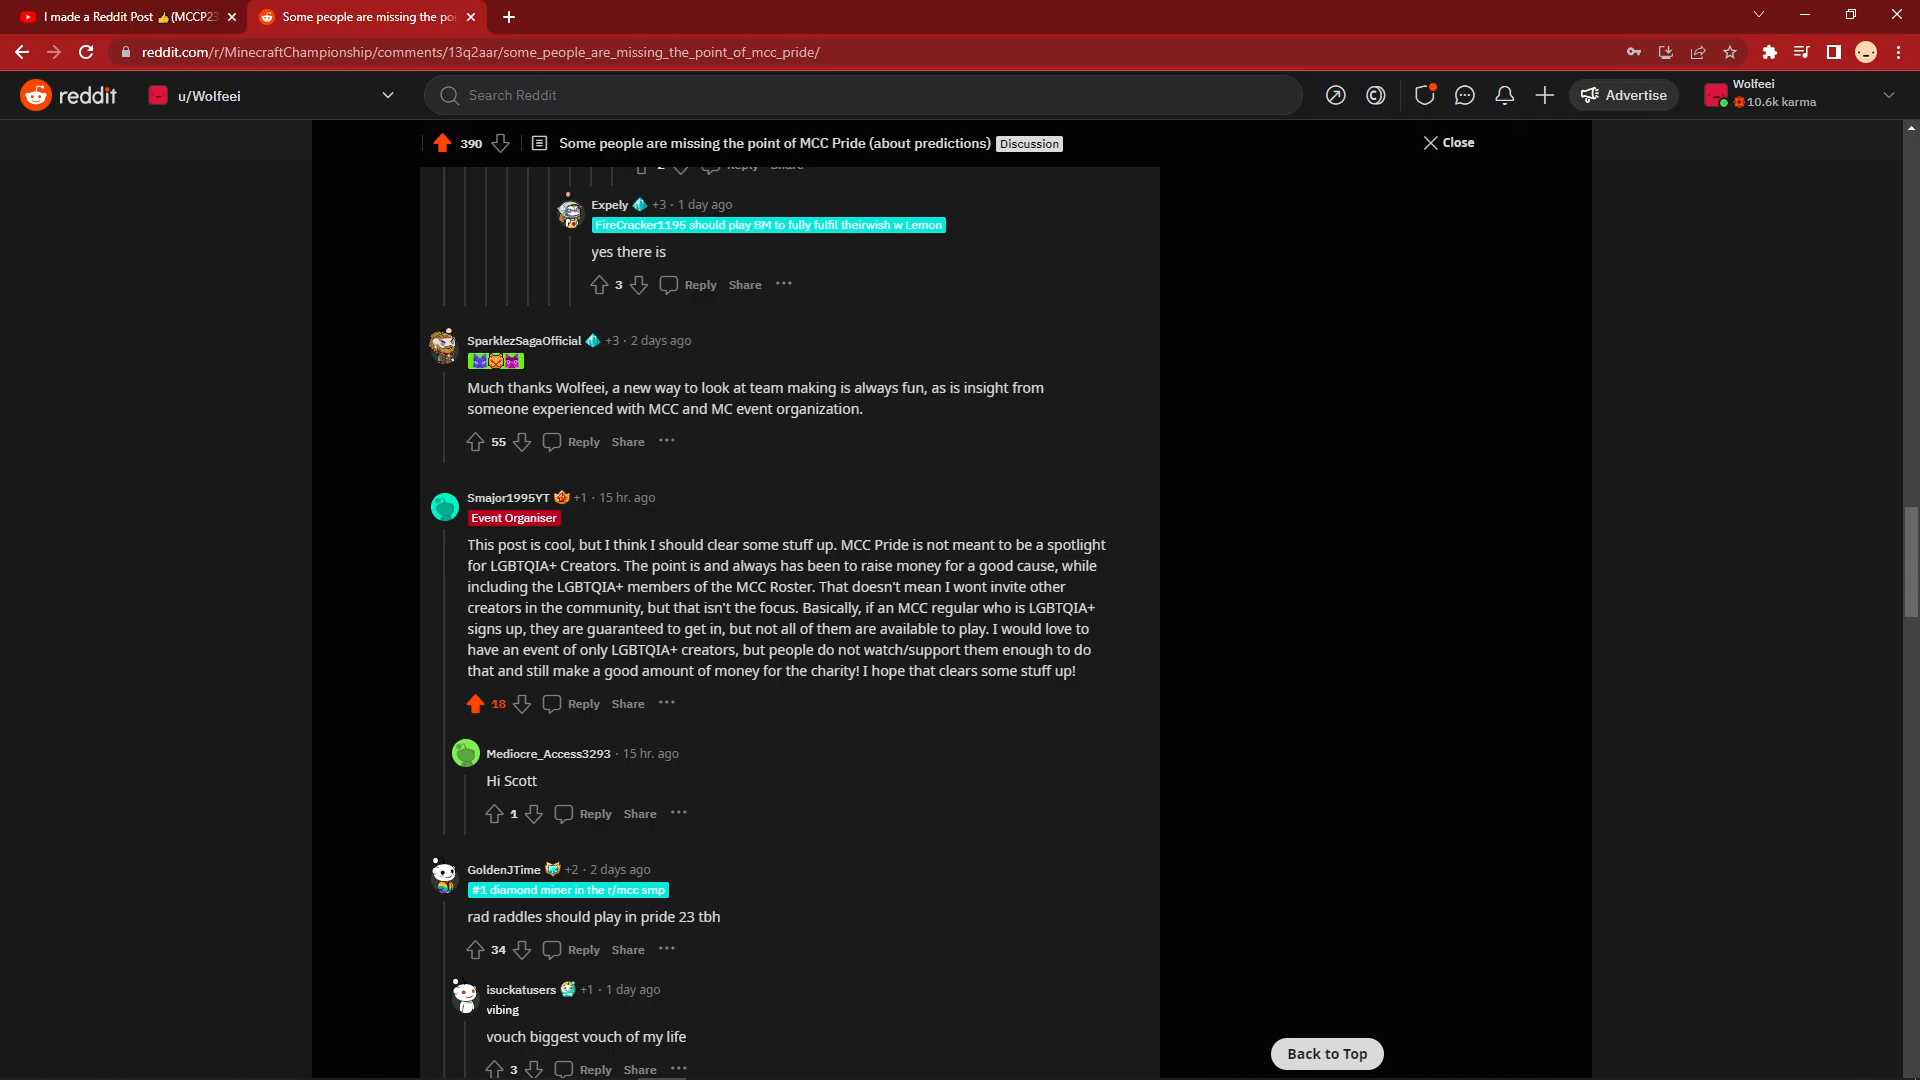 I made a Reddit Post 👍(MCCP23
Some people are missing the poi
reddit.com/r/MinecraftChampionship/comments/13q2aar/some_people_are_missing_the_point_of_mcc_pride/
reddit
u/Wolfeei
Search Reddit
Advertise
Wolfeei
10.6k karma
390
Some people are missing the point of MCC Pride (about predictions) Discussion
Close
Expely +3 · 1 day ago
FireCracker1195 should play BM to fully fulfil theirwish w Lemon
yes there is
3 Reply Share ···
SparklezSagaOfficial +3 · 2 days ago
Much thanks Wolfeei, a new way to look at team making is always fun, as is insight from
someone experienced with MCC and MC event organization.
55 Reply Share ···
Smajor1995YT +1 · 15 hr. ago
Event Organiser
This post is cool, but I think I should clear some stuff up. MCC Pride is not meant to be a spotlight
for LGBTQIA+ Creators. The point is and always has been to raise money for a good cause, while
including the LGBTQIA+ members of the MCC Roster. That doesn't mean I wont invite other
creators in the community, but that isn't the focus. Basically, if an MCC regular who is LGBTQIA+
signs up, they are guaranteed to get in, but not all of them are available to play. I would love to
have an event of only LGBTQIA+ creators, but people do not watch/support them enough to do
that and still make a good amount of money for the charity! I hope that clears some stuff up!
18 Reply Share ···
Mediocre_Access3293 · 15 hr. ago
Hi Scott
1 Reply Share ···
GoldenJTime +2 · 2 days ago
#1 diamond miner in the r/mcc smp
rad raddles should play in pride 23 tbh
34 Reply Share ···
isuckatusers +1 · 1 day ago
vibing
vouch biggest vouch of my life
3 Reply Share ···
Back to Top